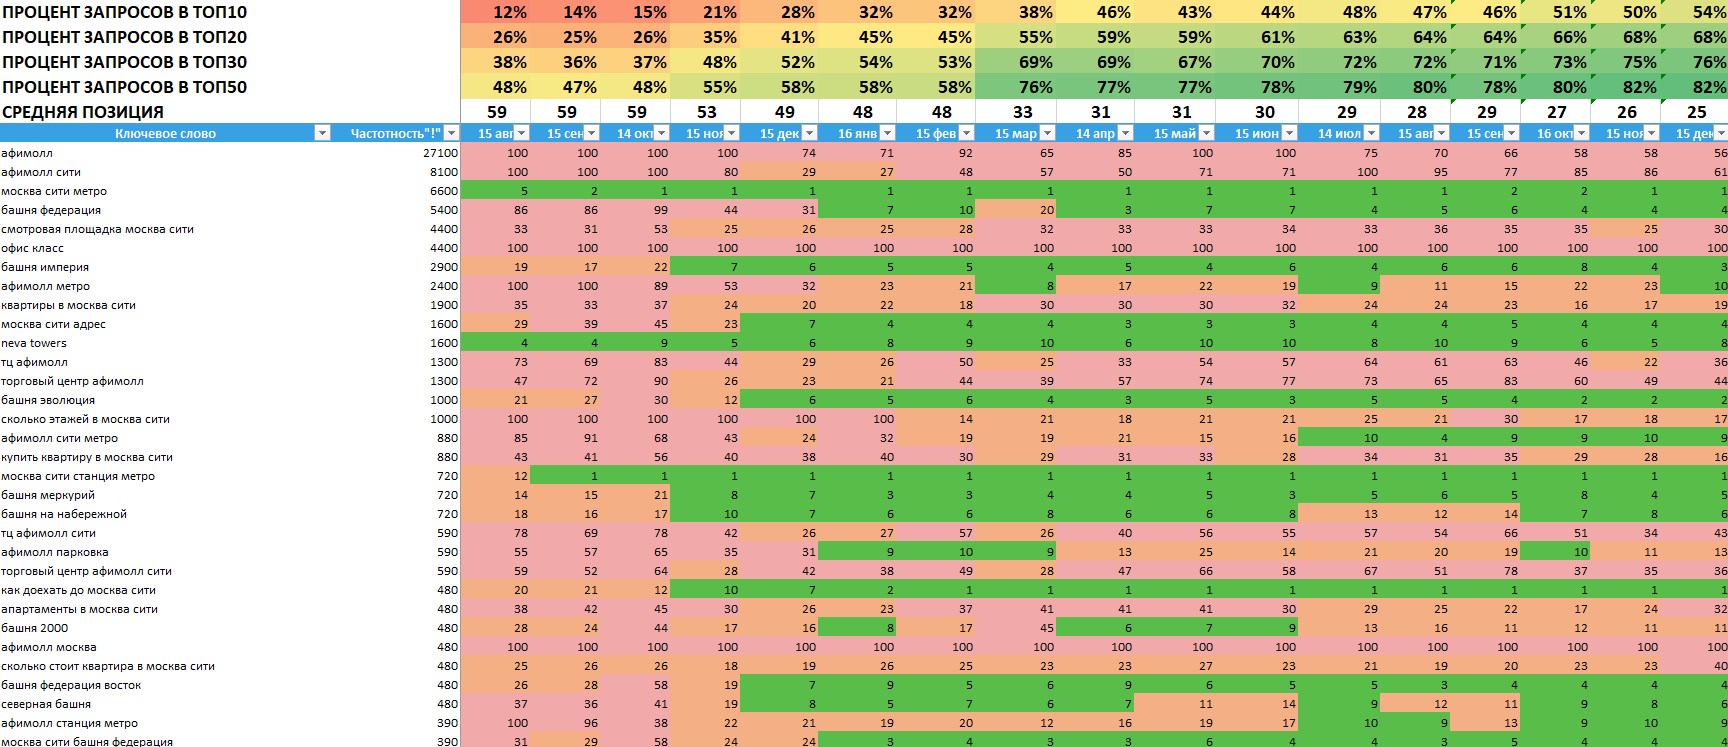 ПРОЦЕНТ ЗАПРОСОВ В ТОП10 12% 14% 15% 21% 28% 32% 32% 38% 46% 43% 44% 48% 47% 46% 51% 50% 54%
ПРОЦЕНТ ЗАПРОСОВ В ТОП20 26% 25% 26% 35% 41% 45% 45% 55% 59% 59% 61% 63% 64% 64% 66% 68% 68%
ПРОЦЕНТ ЗАПРОСОВ В ТОП30 38% 36% 37% 48% 52% 54% 53% 69% 69% 67% 70% 72% 72% 71% 73% 75% 76%
ПРОЦЕНТ ЗАПРОСОВ В ТОП50 48% 47% 48% 55% 58% 58% 58% 76% 77% 77% 78% 79% 80% 78% 80% 82% 82%
СРЕДНЯЯ ПОЗИЦИЯ 59 59 59 53 49 48 48 33 31 31 30 29 28 29 27 26 25
Ключевое слово Частотность"!" 15 авг 15 сен 14 окт 15 ноя 15 дек 16 янв 15 фев 15 мар 14 апр 15 май 15 июн 14 июл 15 авг 15 сен 16 окт 15 ноя 15 дек
афимолл 27100 100 100 100 100 74 71 92 65 85 100 100 75 70 66 58 58 56
афимолл сити 8100 100 100 100 80 29 27 48 57 50 71 71 100 95 77 85 86 61
москва сити метро 6600 5 2 1 1 1 1 1 1 1 1 1 1 1 2 2 1 1
башня федерация 5400 86 86 99 44 31 7 10 20 3 7 7 4 5 6 4 4 4
смотровая площадка москва сити 4400 33 31 53 25 26 25 28 32 33 33 34 33 36 35 35 25 30
офис класс 4400 100 100 100 100 100 100 100 100 100 100 100 100 100 100 100 100 100
башня империя 2900 19 17 22 7 6 5 5 4 5 4 6 4 6 6 8 4 3
афимолл метро 2400 100 100 89 53 32 23 21 8 17 22 19 9 11 15 22 23 10
квартиры в москва сити 1900 35 33 37 24 20 22 18 30 30 30 32 24 24 23 16 17 19
москва сити адрес 1600 29 39 45 23 7 4 4 4 3 3 3 4 4 5 4 4 4
neva towers 1600 4 4 9 5 6 8 9 10 6 10 10 8 10 9 6 5 8
тц афимолл 1300 73 69 83 44 29 26 50 25 33 54 57 64 61 63 46 22 36
торговый центр афимолл 1300 47 72 90 26 23 21 44 39 57 74 77 73 65 83 60 49 44
башня эволюция 1000 21 27 30 12 6 5 6 4 3 5 3 5 5 4 2 2 2
сколько этажей в москва сити 1000 100 100 100 100 100 100 14 21 18 21 21 25 21 30 17 18 17
афимолл сити метро 880 85 91 68 43 24 32 19 19 21 15 16 10 4 9 9 10 9
купить квартиру в москва сити 880 43 41 56 40 38 40 30 29 31 33 28 34 31 35 29 28 16
москва сити станция метро 720 12 1 1 1 1 1 1 1 1 1 1 1 1 1 1 1 1
башня меркурий 720 14 15 21 8 7 3 3 4 4 5 3 5 6 5 8 4 5
башня на набережной 720 18 16 17 10 7 6 6 8 6 6 8 13 12 14 7 8 6
тц афимолл сити 590 78 69 78 42 26 27 57 26 40 56 55 57 54 66 51 34 43
афимолл парковка 590 55 57 65 35 31 9 10 9 13 25 14 21 20 19 10 11 13
торговый центр афимолл сити 590 59 52 64 28 42 38 49 28 47 66 58 67 51 78 37 35 36
как доехать до москва сити 480 20 21 12 10 7 2 1 1 1 1 1 1 1 1 1 1 1
апартаменты в москва сити 480 38 42 45 30 26 23 37 41 41 41 30 29 25 22 17 24 32
башня 2000 480 28 24 44 17 16 8 17 45 6 7 9 13 16 11 12 11 11
афимолл москва 480 100 100 100 100 100 100 100 100 100 100 100 100 100 100 100 100 100
сколько стоит квартира в москва сити 480 25 26 26 18 19 26 25 23 23 27 23 21 19 20 23 23 40
башня федерация восток 480 26 28 58 19 7 9 5 6 9 6 5 5 3 4 4 4 4
северная башня 480 37 36 41 19 8 5 7 6 7 11 14 9 12 11 9 8 6
афимолл станция метро 390 100 96 38 22 21 19 20 12 16 19 17 10 9 13 9 10 9
москва сити башня федерация 390 31 29 58 24 24 3 4 3 3 6 4 4 3 5 4 4 4